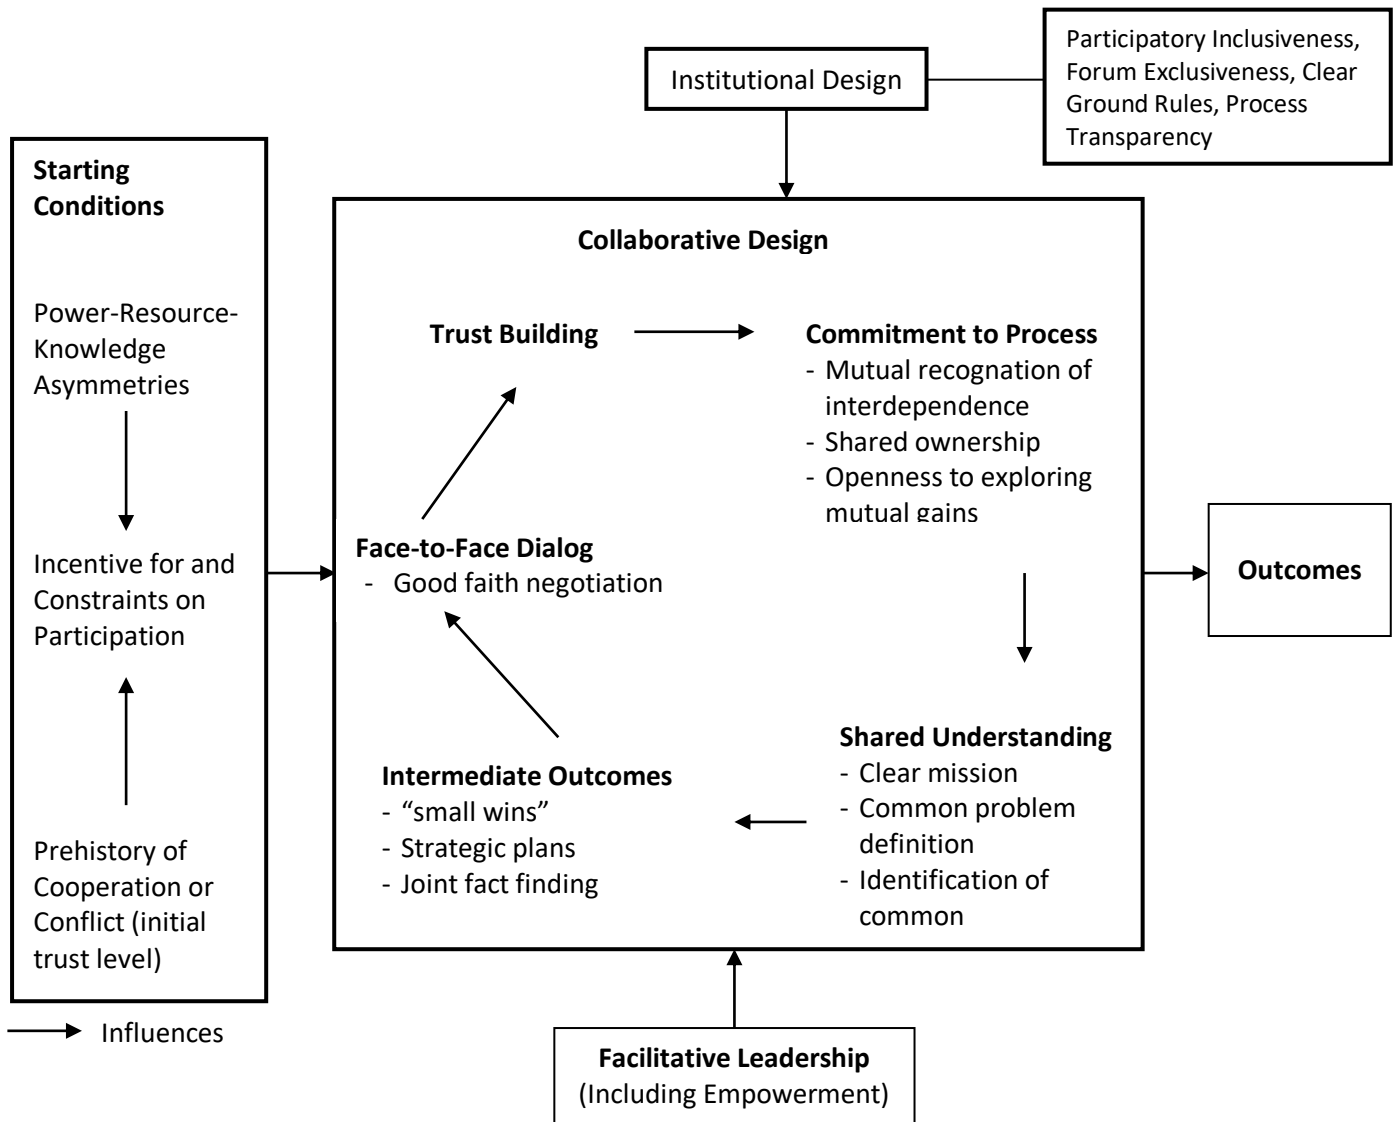 Participatory Inclusiveness,
Forum Exclusiveness, Clear
Ground Rules, Process
Transparency
Institutional Design
Starting
Conditions
Power-Resource-
Knowledge
Asymmetries
Incentive for and
Constraints on
Participation
Prehistory of
Cooperation or
Conflict (initial
trust level)
Collaborative Design
Trust Building
Commitment to Process
- Mutual recognation of
interdependence
- Shared ownership
- Openness to exploring
mutual gains
Face-to-Face Dialog
- Good faith negotiation
Shared Understanding
- Clear mission
- Common problem
definition
- Identification of
common
Intermediate Outcomes
- “small wins”
- Strategic plans
- Joint fact finding
Outcomes
Influences
Facilitative Leadership
(Including Empowerment)